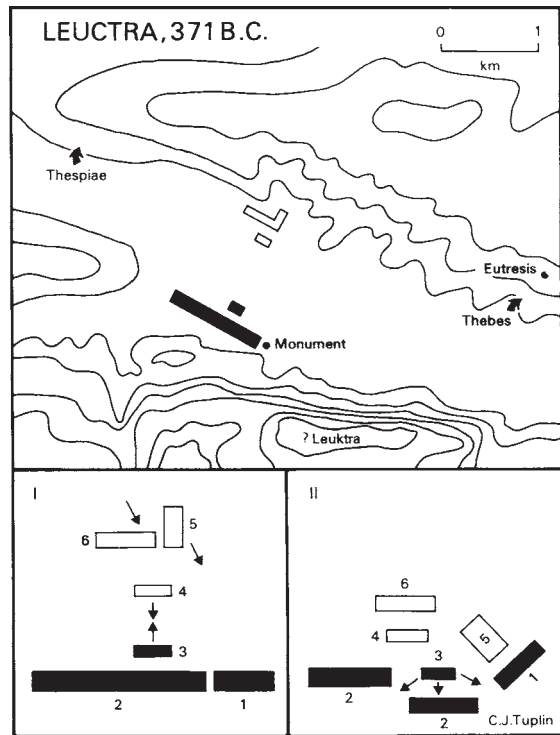 LEUCTRA, 371 B.C.
0 1
km
Thespiae
Eutresis
Thebes
Monument
? Leuktra
I
5
6
4
3
2 1
II
6
4
5
3
1
2
2
C.J.Tuplin